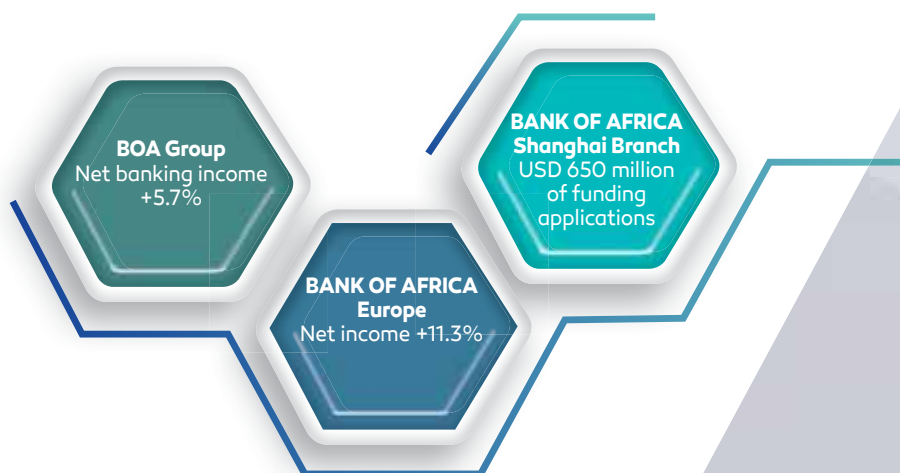 BOA Group
Net banking income
+5.7%
BANK OF AFRICA
Europe
Net income +11.3%
BANK OF AFRICA
Shanghai Branch
USD 650 million
of funding
applications